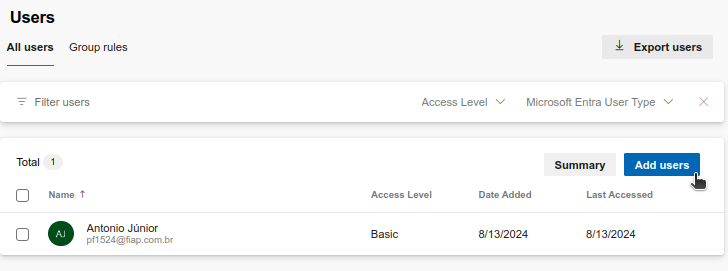 Users
All users Group rules Export users
Filter users Access Level Microsoft Entra User Type
Total 1 Summary Add users
Name Access Level Date Added Last Accessed
AJ Antonio Júnior Basic 8/13/2024 8/13/2024
pf1524@fiap.com.br